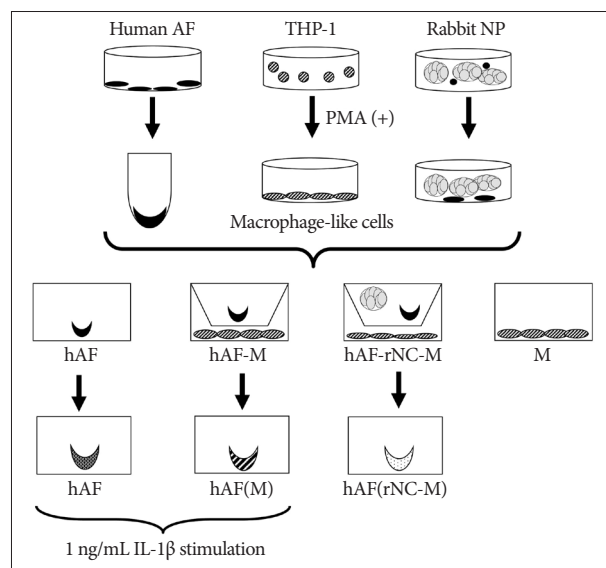 Human AF
THP-1
Rabbit NP
PMA (+)
Macrophage-like cells
hAF
hAF-M
hAF-rNC-M
M
hAF
hAF(M)
hAF(rNC-M)
1 ng/mL IL-1β stimulation